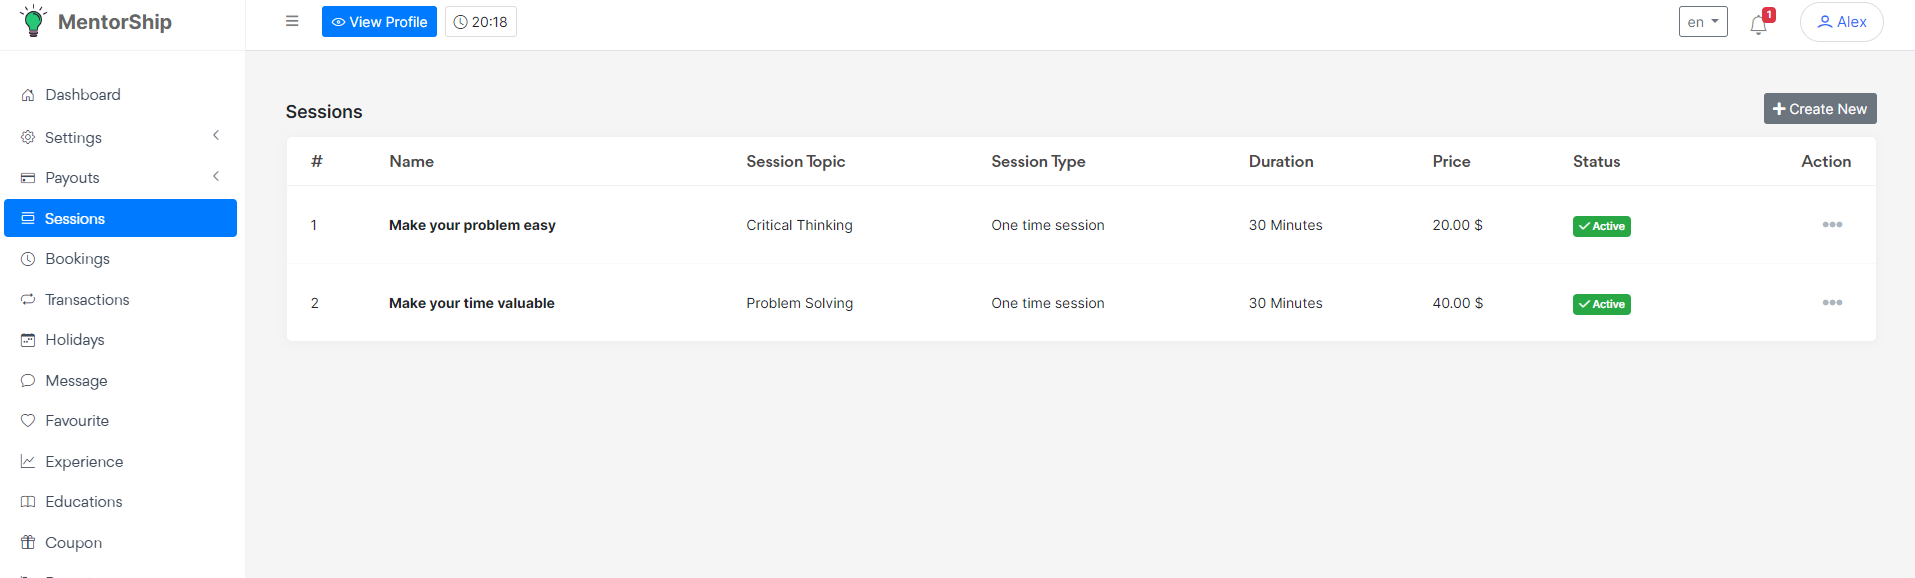 MentorShip
View Profile
20:18
en
1
Alex
Dashboard
Settings
Payouts
Sessions
Bookings
Transactions
Holidays
Message
Favourite
Experience
Educations
Coupon
Sessions
Create New
# Name Session Topic Session Type Duration Price Status Action
1 Make your problem easy Critical Thinking One time session 30 Minutes 20.00 $ Active
2 Make your time valuable Problem Solving One time session 30 Minutes 40.00 $ Active